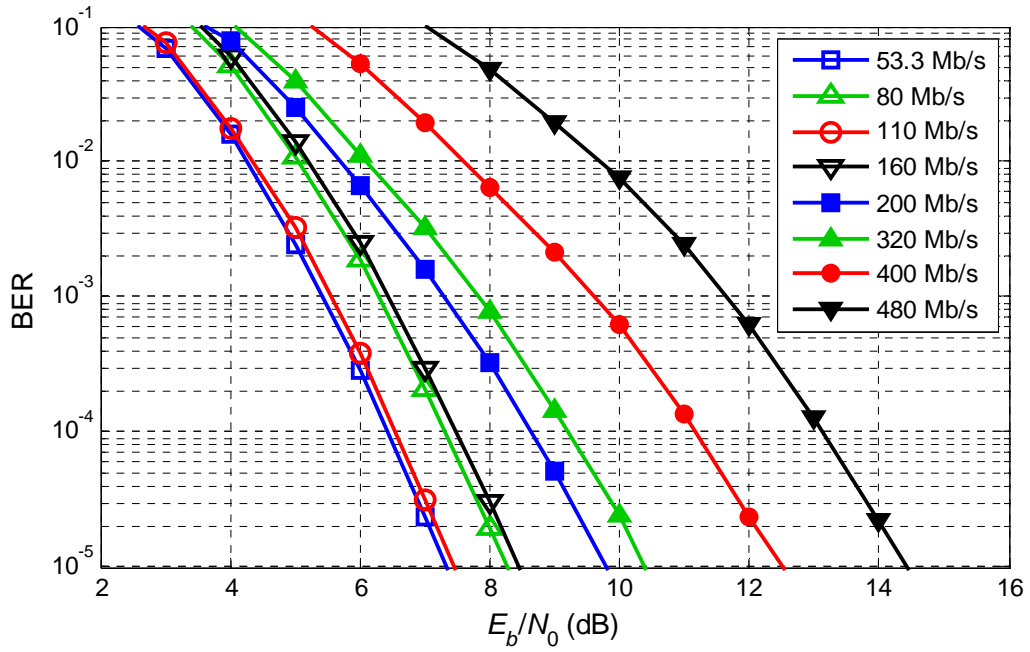 10⁻¹
10⁻²
10⁻³
10⁻⁴
10⁻⁵
BER
2 4 6 8 10 12 14 16
E_b/N_0 (dB)
53.3 Mb/s
80 Mb/s
110 Mb/s
160 Mb/s
200 Mb/s
320 Mb/s
400 Mb/s
480 Mb/s